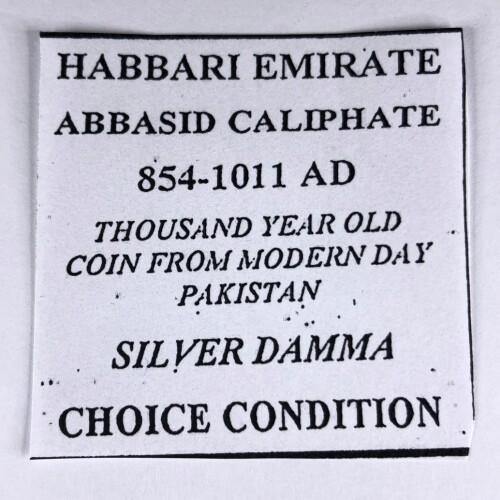 HABBARI EMIRATE
ABBASID CALIPHATE
854-1011 AD
THOUSAND YEAR OLD
COIN FROM MODERN DAY
PAKISTAN
SILVER DAMMA
CHOICE CONDITION